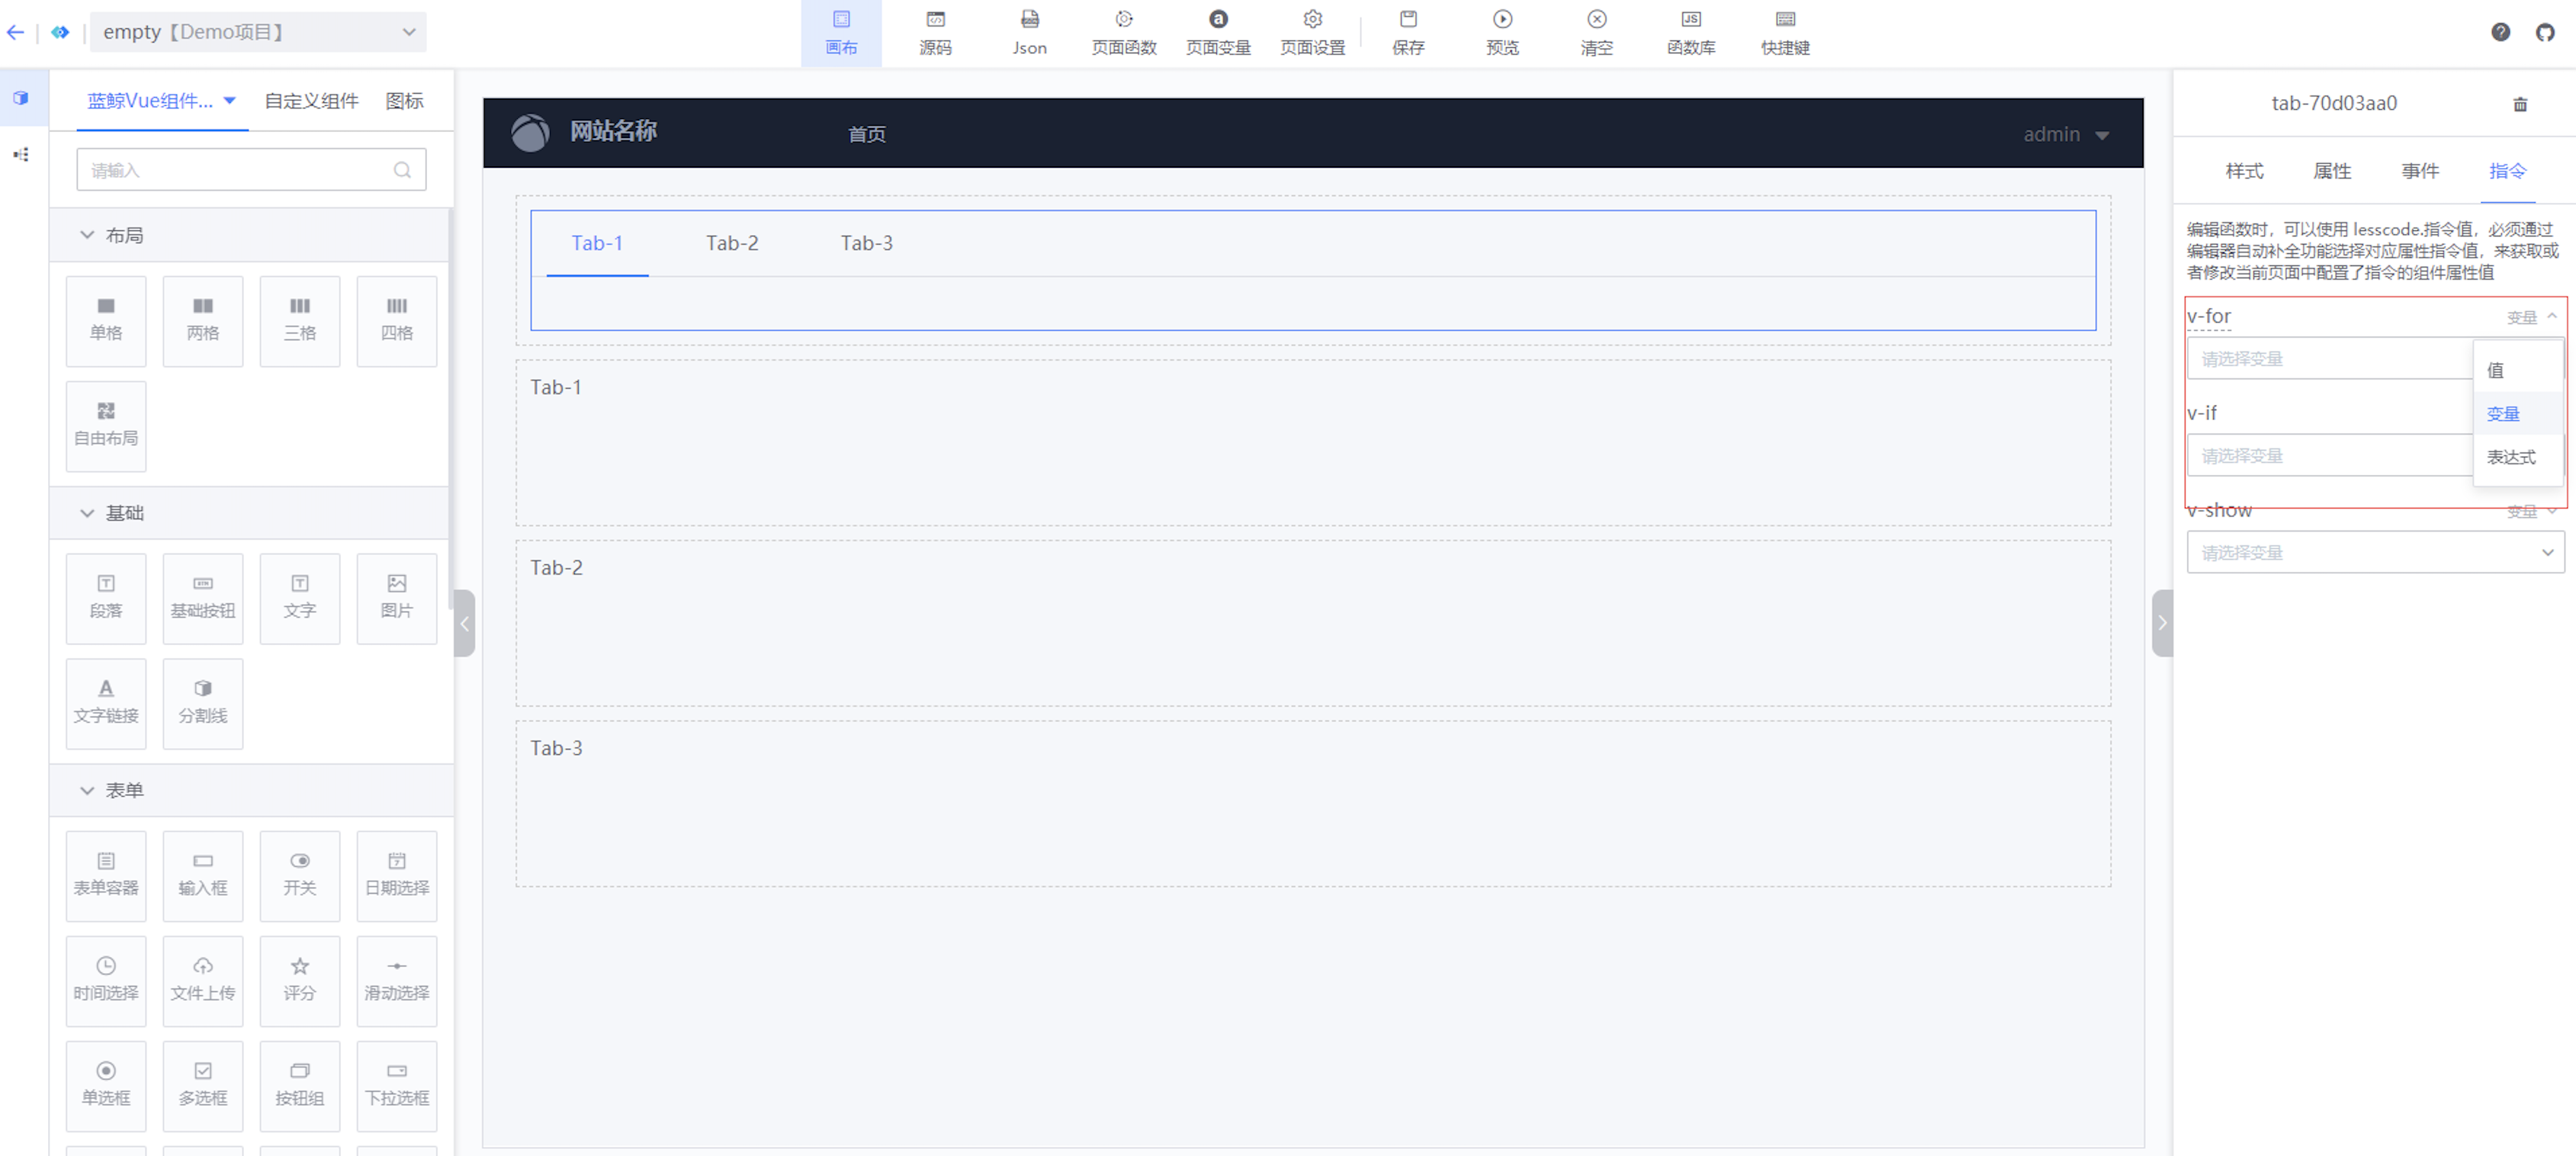 empty【Demo项目】
画布
源码
Json
页面函数
页面变量
页面设置
保存
预览
清空
函数库
快捷键
蓝鲸Vue组件...
自定义组件
图标
请输入
布局
单格
两格
三格
四格
自由布局
基础
段落
基础按钮
文字
图片
文字链接
分割线
表单
表单容器
输入框
开关
日期选择
时间选择
文件上传
评分
滑动选择
单选框
多选框
按钮组
下拉选框
网站名称
首页
admin
Tab-1
Tab-2
Tab-3
Tab-1
Tab-2
Tab-3
tab-70d03aa0
样式
属性
事件
指令
编辑函数时，可以使用 lesscode.指令值，必须通过
编辑器自动补全功能选择对应属性指令值，来获取或
者修改当前页面中配置了指令的组件属性值
v-for
变量
请选择变量
值
变量
表达式
v-if
请选择变量
v-show
变量
请选择变量